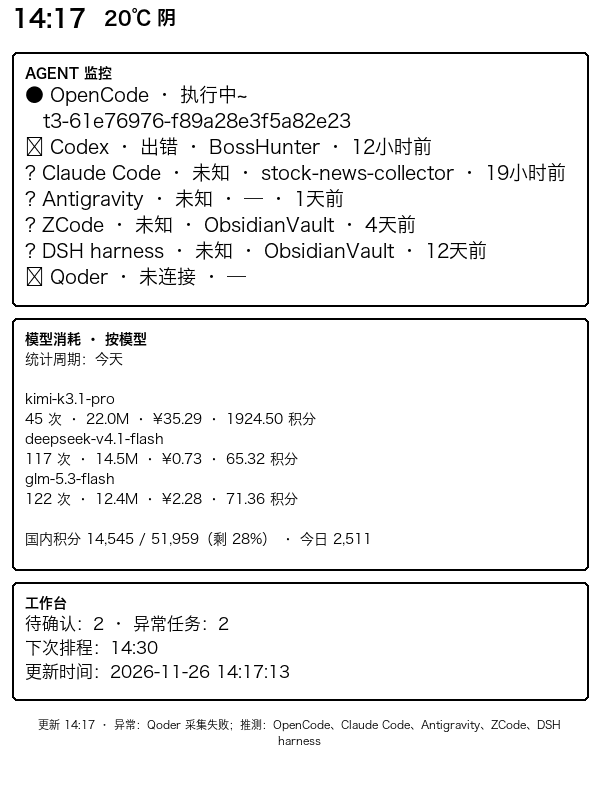 14:17 20℃ 阴
AGENT 监控
● OpenCode · 执行中~
t3-61e76976-f89a28e3f5a82e23
☒ Codex · 出错 · BossHunter · 12小时前
? Claude Code · 未知 · stock-news-collector · 19小时前
? Antigravity · 未知 · — · 1天前
? ZCode · 未知 · ObsidianVault · 4天前
? DSH harness · 未知 · ObsidianVault · 12天前
☒ Qoder · 未连接 · —
模型消耗 · 按模型
统计周期：今天
kimi-k3.1-pro
45 次 · 22.0M · ¥35.29 · 1924.50 积分
deepseek-v4.1-flash
117 次 · 14.5M · ¥0.73 · 65.32 积分
glm-5.3-flash
122 次 · 12.4M · ¥2.28 · 71.36 积分
国内积分 14,545 / 51,959（剩 28%） · 今日 2,511
工作台
待确认：2 · 异常任务：2
下次排程：14:30
更新时间：2026-11-26 14:17:13
更新 14:17 · 异常：Qoder 采集失败；推测：OpenCode、Claude Code、Antigravity、ZCode、DSH
harness